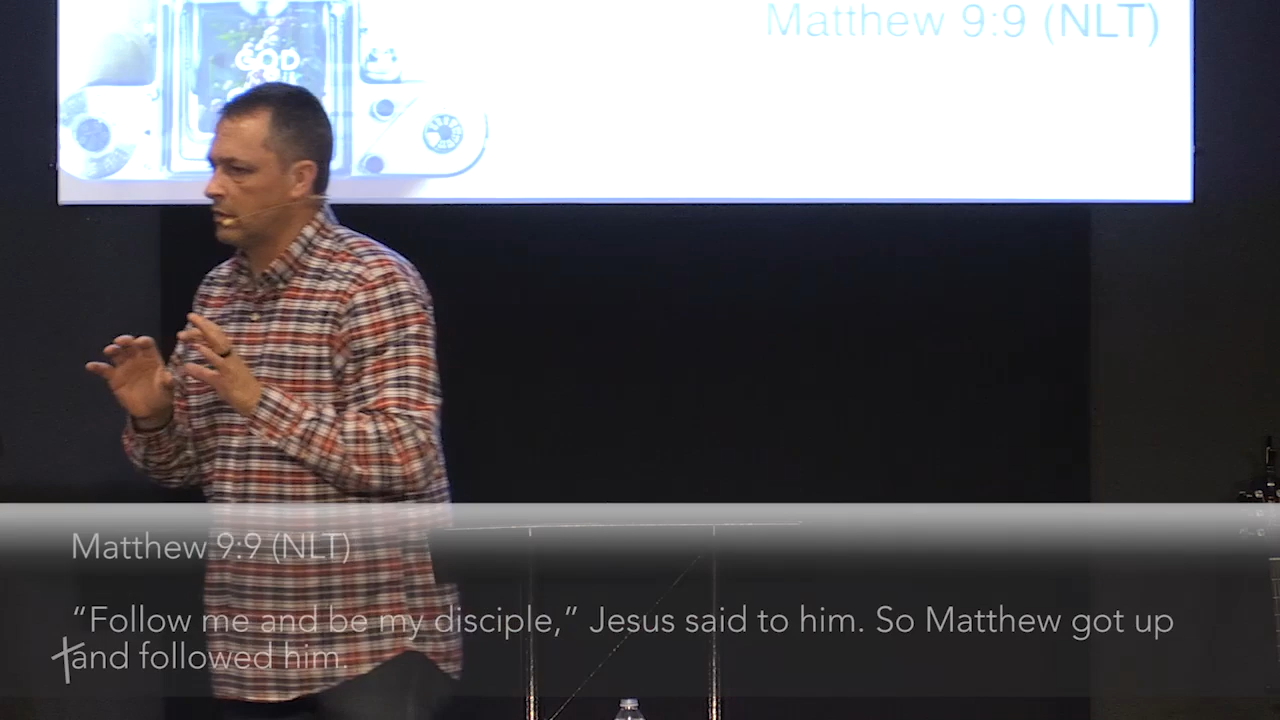 Matthew 9:9 (NLT)
GOD
Matthew 9:9 (NLT)
“Follow me and be my disciple,” Jesus said to him. So Matthew got up
and followed him.